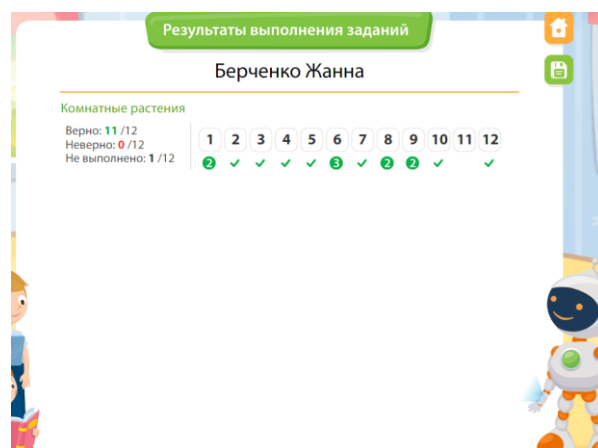 Результаты выполнения заданий
Берченко Жанна
Комнатные растения
Верно: 11 /12
Неверно: 0 /12
Не выполнено: 1 /12
1 2 3 4 5 6 7 8 9 10 11 12
2 ✓ ✓ ✓ ✓ 3 ✓ 2 2 ✓ ✓